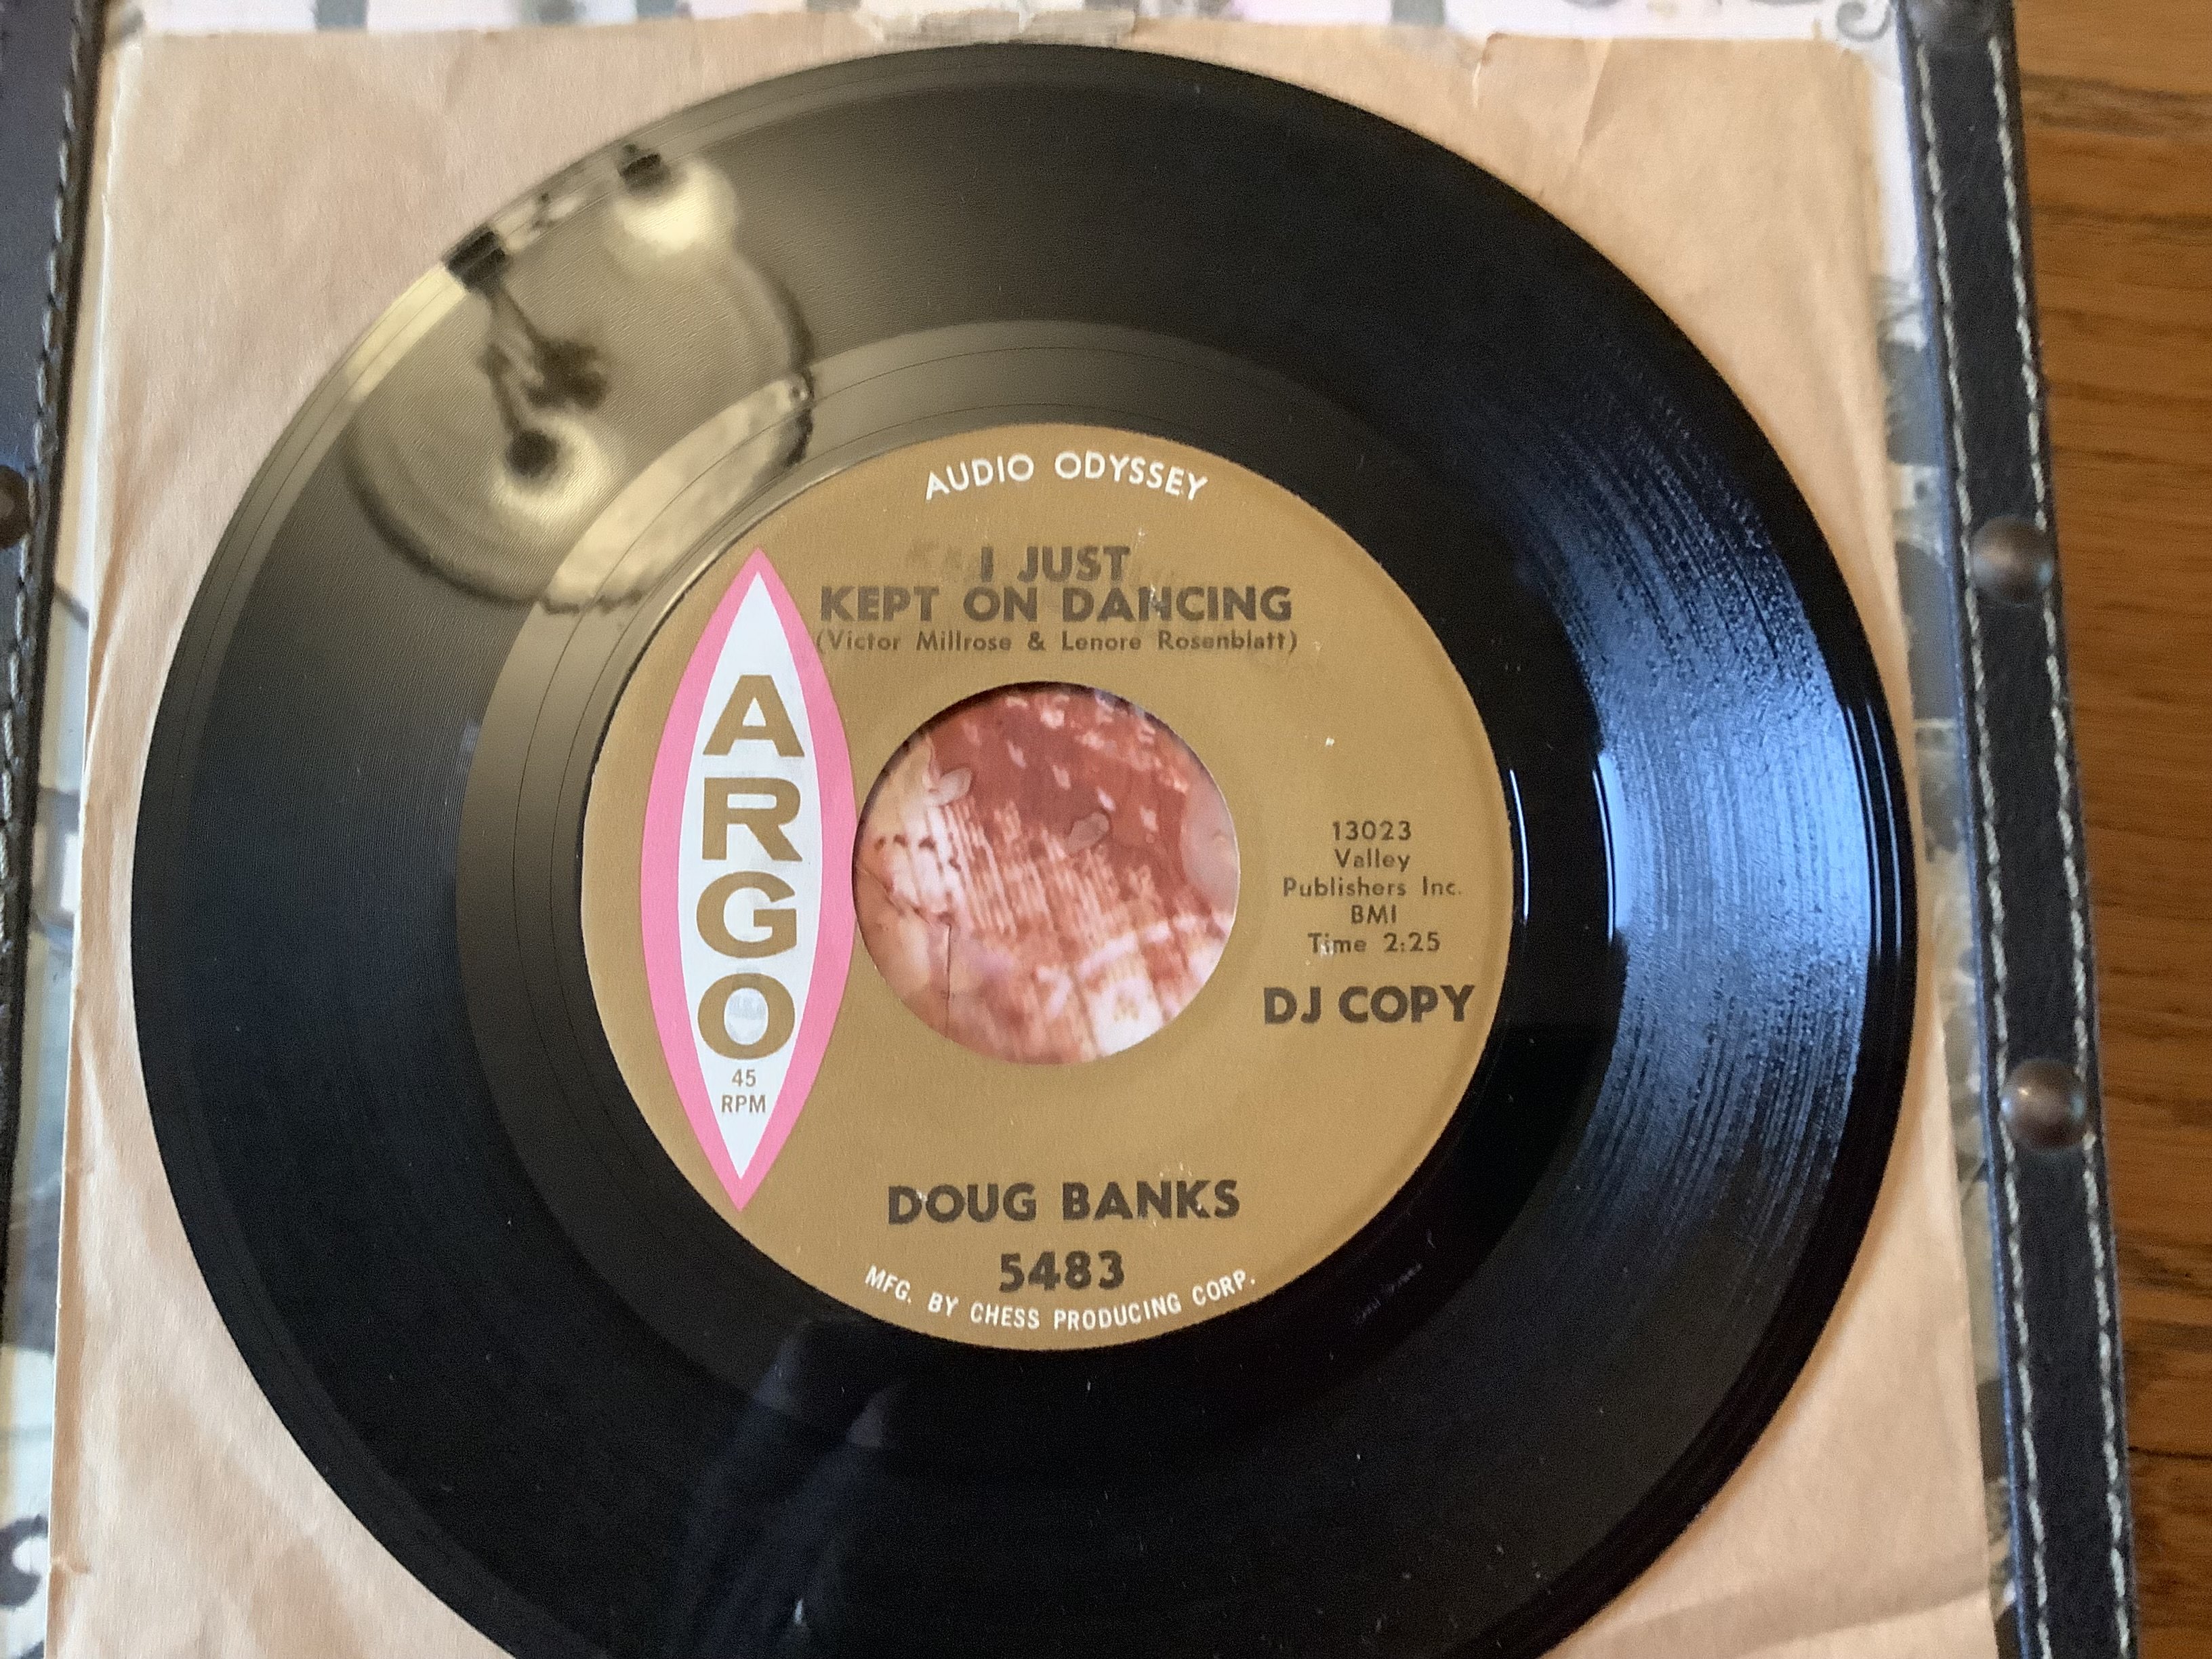 AUDIO ODYSSEY
I JUST
KEPT ON DANCING
(Victor Millrose & Lenore Rosenblatt)
ARGO
45
RPM
13023
Valley
Publishers Inc.
BMI
Time 2:25
DJ COPY
DOUG BANKS
5483
MFG. BY CHESS PRODUCING CORP.